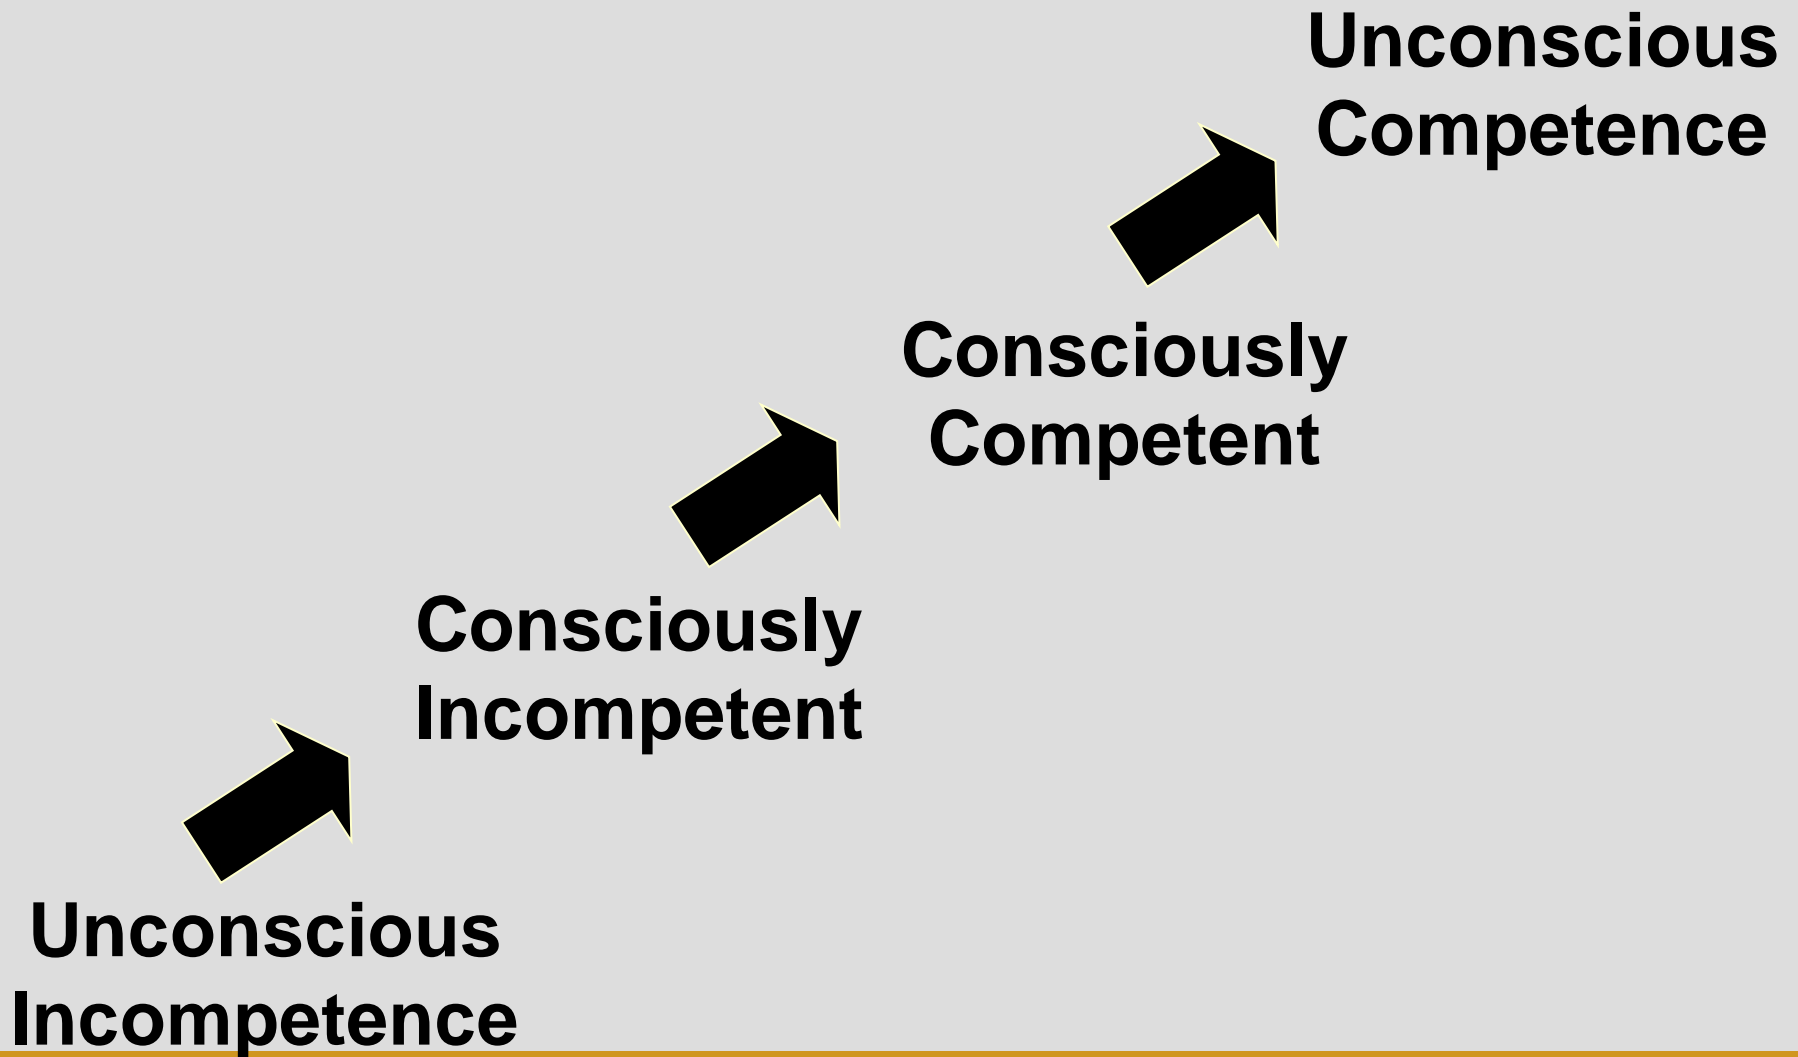 Unconscious
Competence
Consciously
Competent
Consciously
Incompetent
Unconscious
Incompetence